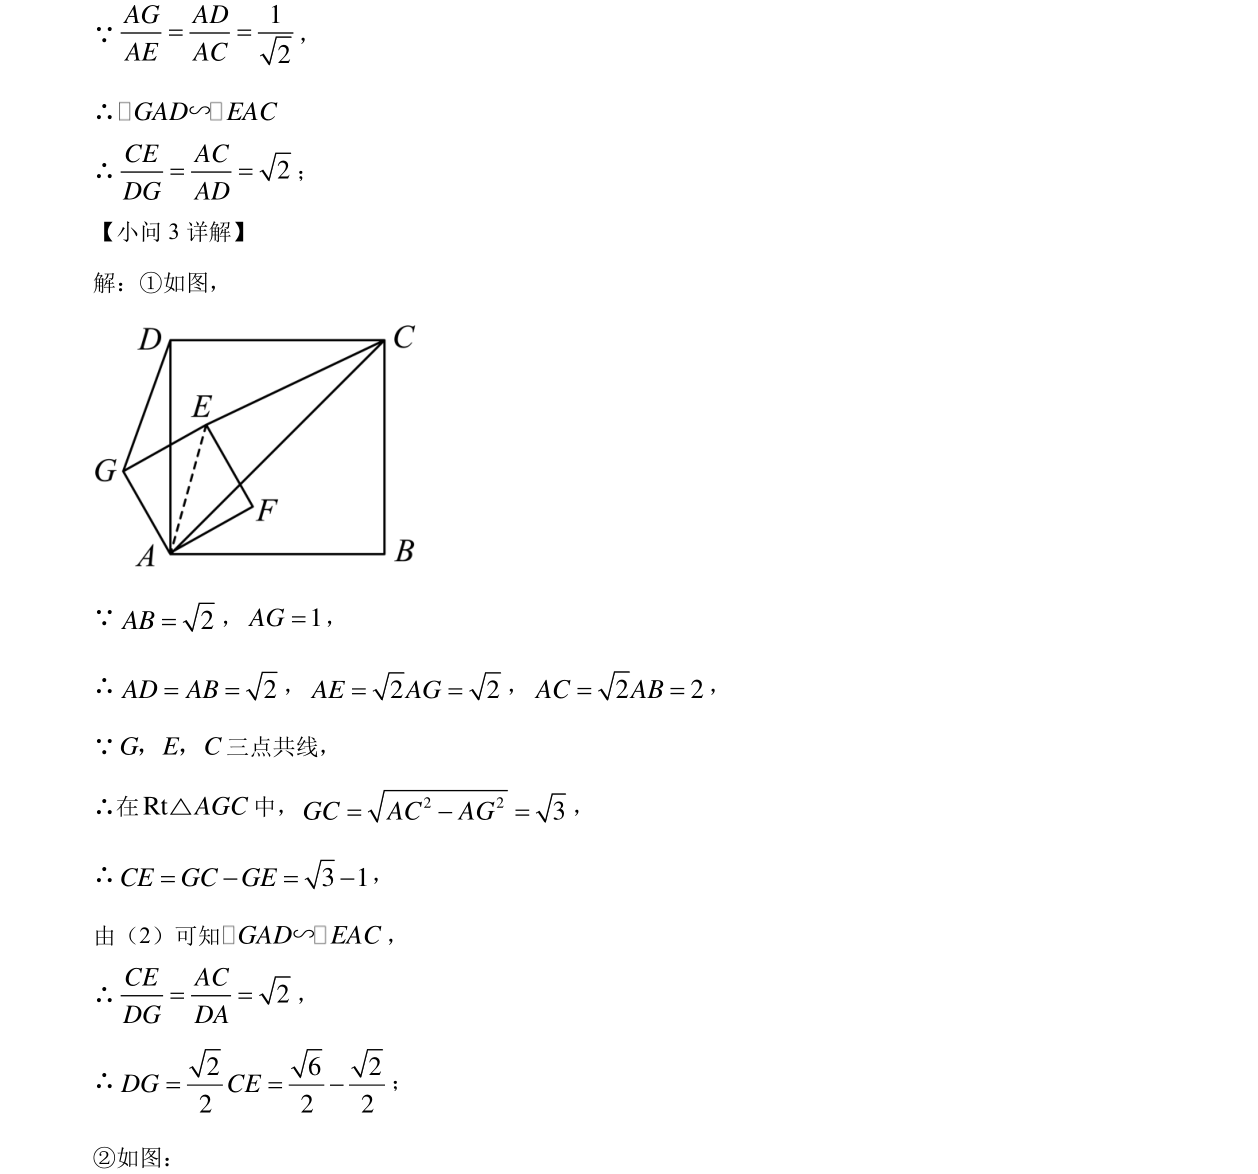 ∵ AG/AE = AD/AC = 1/√2，
∴□GAD∽□EAC
∴ CE/DG = AC/AD = √2；
【小问 3 详解】
解：①如图，
D
C
E
G
F
A
B
∵ AB = √2，AG = 1，
∴ AD = AB = √2，AE = √2AG = √2，AC = √2AB = 2，
∵ G，E，C 三点共线，
∴在 Rt△AGC 中，GC = √(AC² − AG²) = √3，
∴ CE = GC − GE = √3 − 1，
由（2）可知□GAD∽□EAC，
∴ CE/DG = AC/DA = √2，
∴ DG = √2/2 CE = √6/2 − √2/2；
②如图：